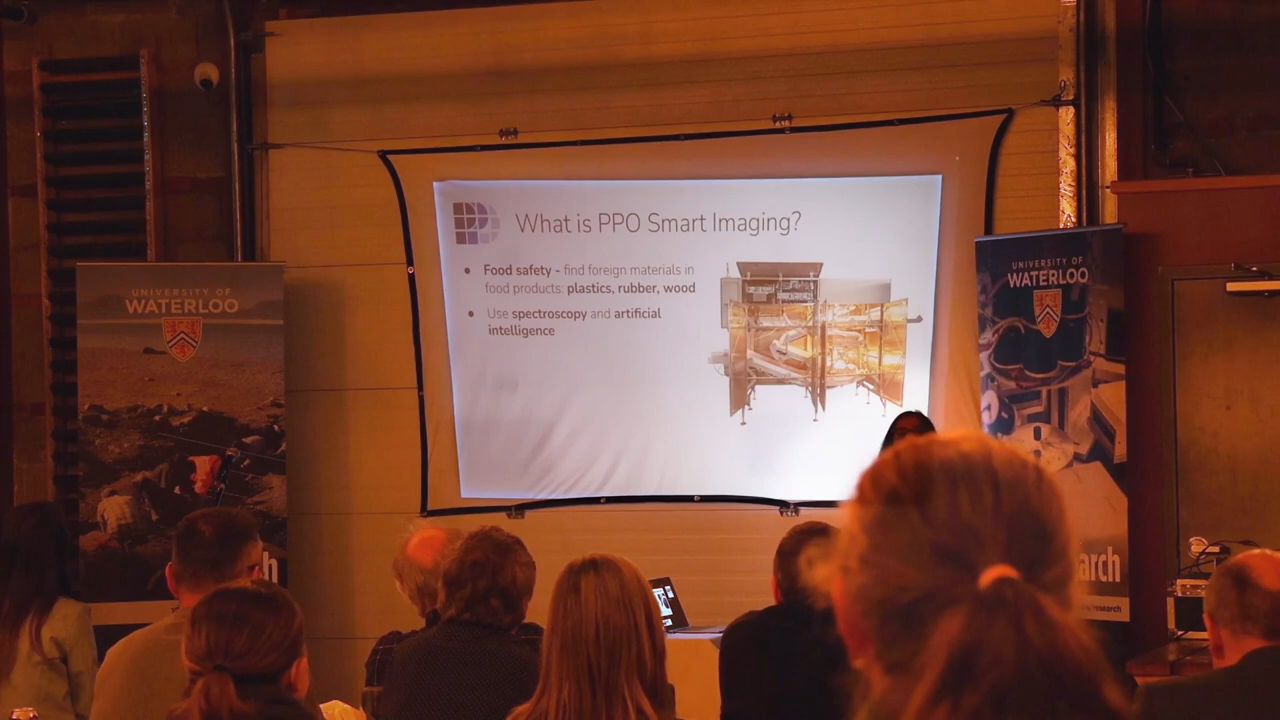 What is PPO Smart Imaging?
● Food safety - find foreign materials in
food products: plastics, rubber, wood
● Use spectroscopy and artificial
intelligence
UNIVERSITY OF
WATERLOO
UNIVERSITY OF
WATERLOO
h
arch
research